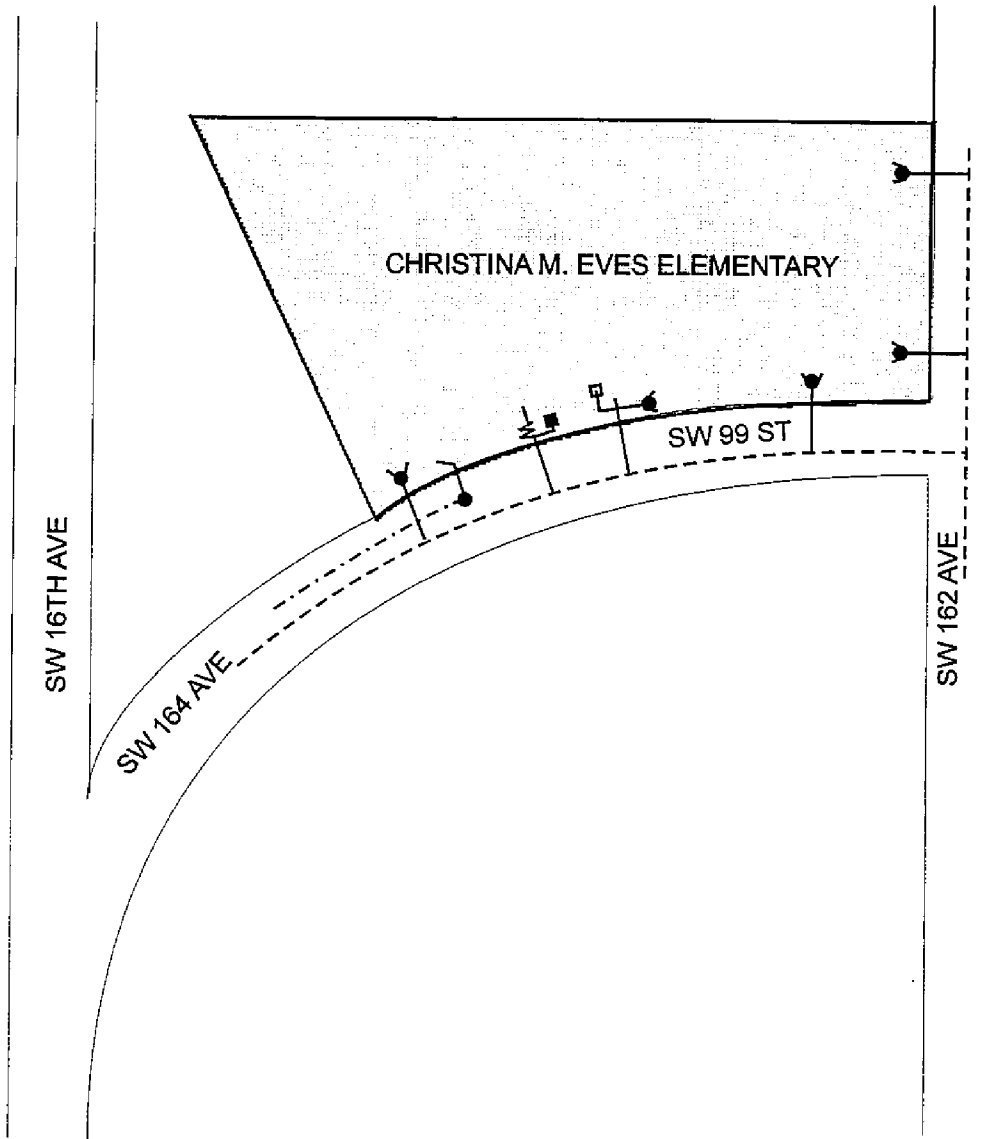 CHRISTINA M. EVES ELEMENTARY
SW 99 ST
SW 16TH AVE
SW 164 AVE
SW 162 AVE